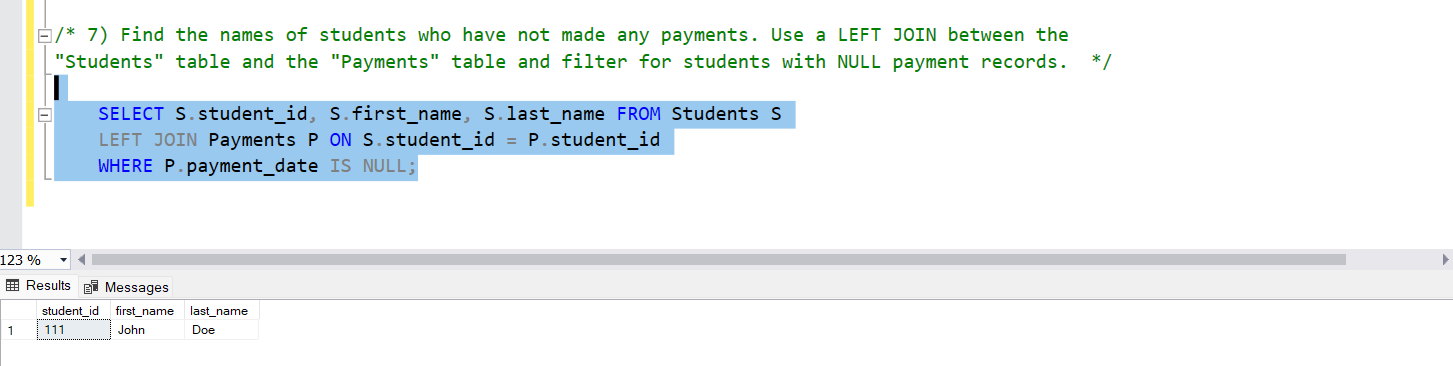 /* 7) Find the names of students who have not made any payments. Use a LEFT JOIN between the
"Students" table and the "Payments" table and filter for students with NULL payment records.  */
SELECT S.student_id, S.first_name, S.last_name FROM Students S
LEFT JOIN Payments P ON S.student_id = P.student_id
WHERE P.payment_date IS NULL;
123 %
Results Messages
student_id first_name last_name
1 111 John Doe